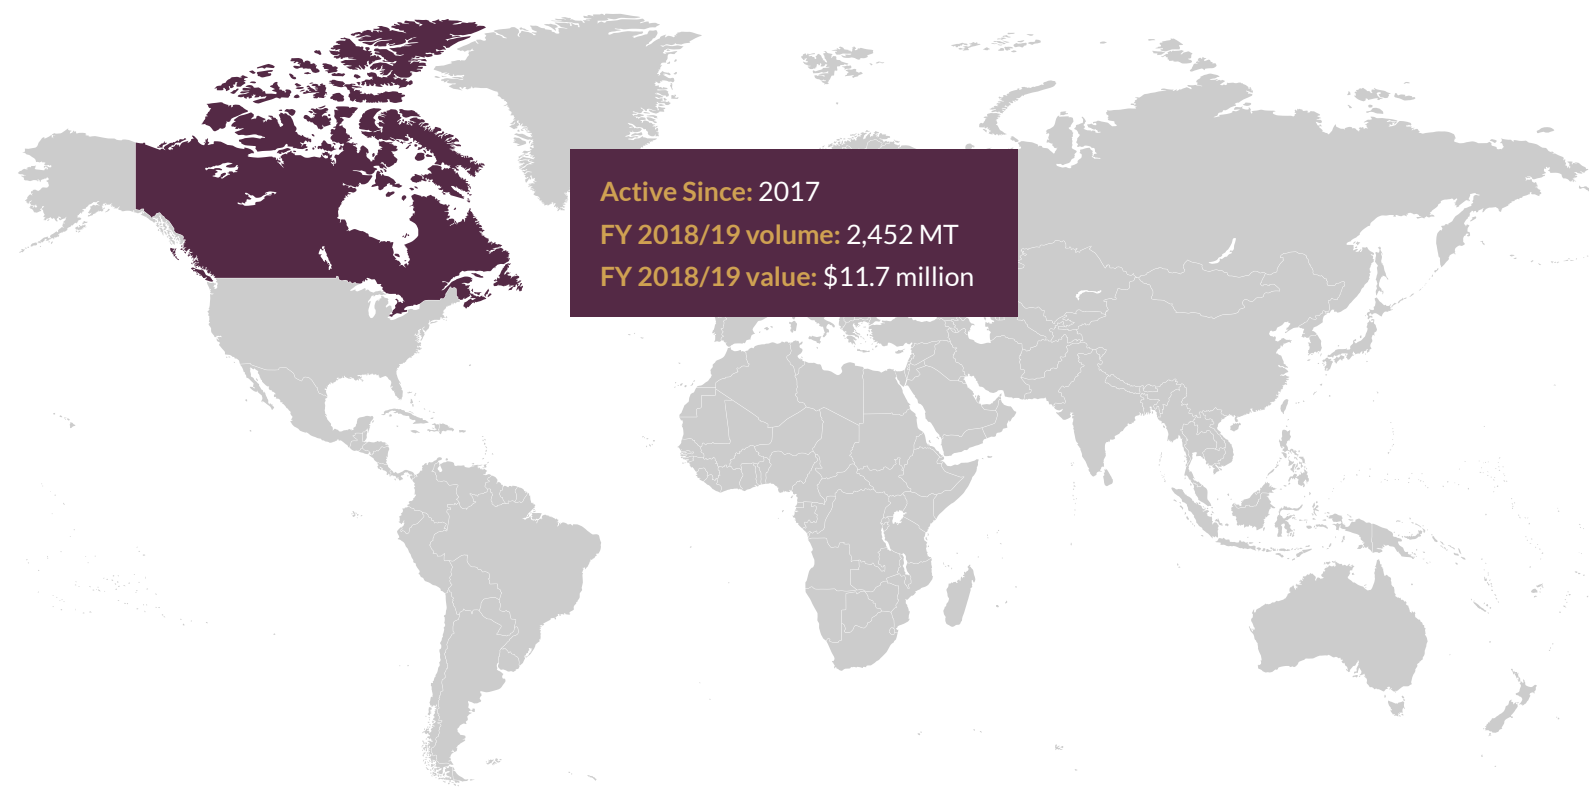 Active Since: 2017
FY 2018/19 volume: 2,452 MT
FY 2018/19 value: $11.7 million